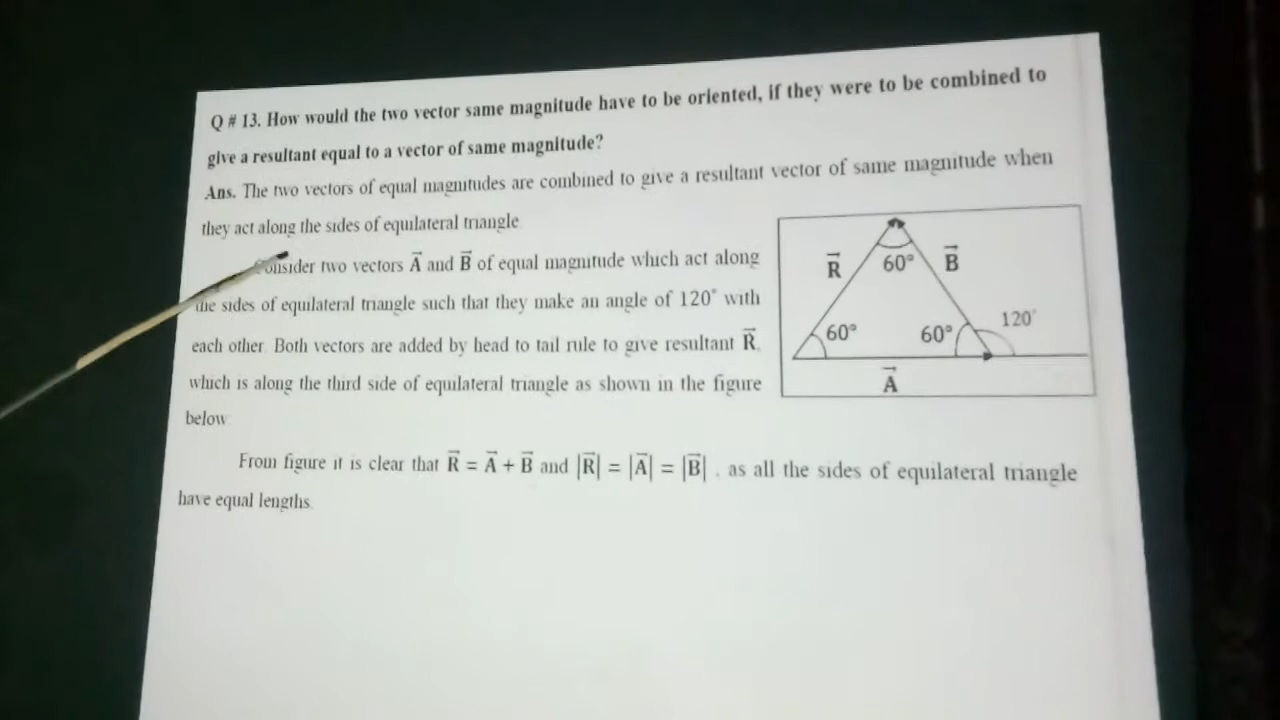 Q # 13. How would the two vector same magnitude have to be oriented, if they were to be combined to
give a resultant equal to a vector of same magnitude?
Ans. The two vectors of equal magnitudes are combined to give a resultant vector of same magnitude when
they act along the sides of equilateral triangle
Consider two vectors A⃗ and B⃗ of equal magnitude which act along
the sides of equilateral triangle such that they make an angle of 120° with
each other. Both vectors are added by head to tail rule to give resultant R⃗,
which is along the third side of equilateral triangle as shown in the figure
below
R⃗ 60° B⃗
60° 60° 120°
A⃗
From figure it is clear that R⃗ = A⃗ + B⃗ and |R⃗| = |A⃗| = |B⃗| . as all the sides of equilateral triangle
have equal lengths.